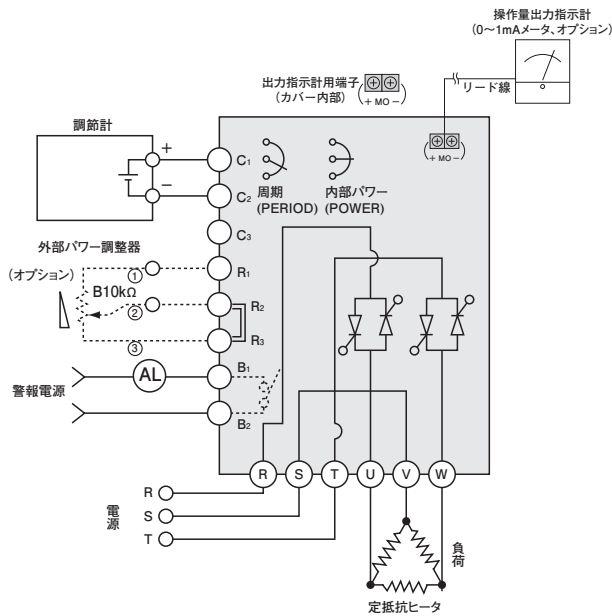 操作量出力指示計
(0〜1mAメータ、オプション)
出力指示計用端子
(カバー内部)
(+ MO −)
リード線
調節計
(+ MO −)
+
−
C1
C2
C3
周期
(PERIOD)
内部パワー
(POWER)
外部パワー調整器
(オプション)
B10kΩ
①
②
③
R1
R2
R3
AL
警報電源
B1
B2
R S T U V W
電源
R
S
T
負荷
定抵抗ヒータ